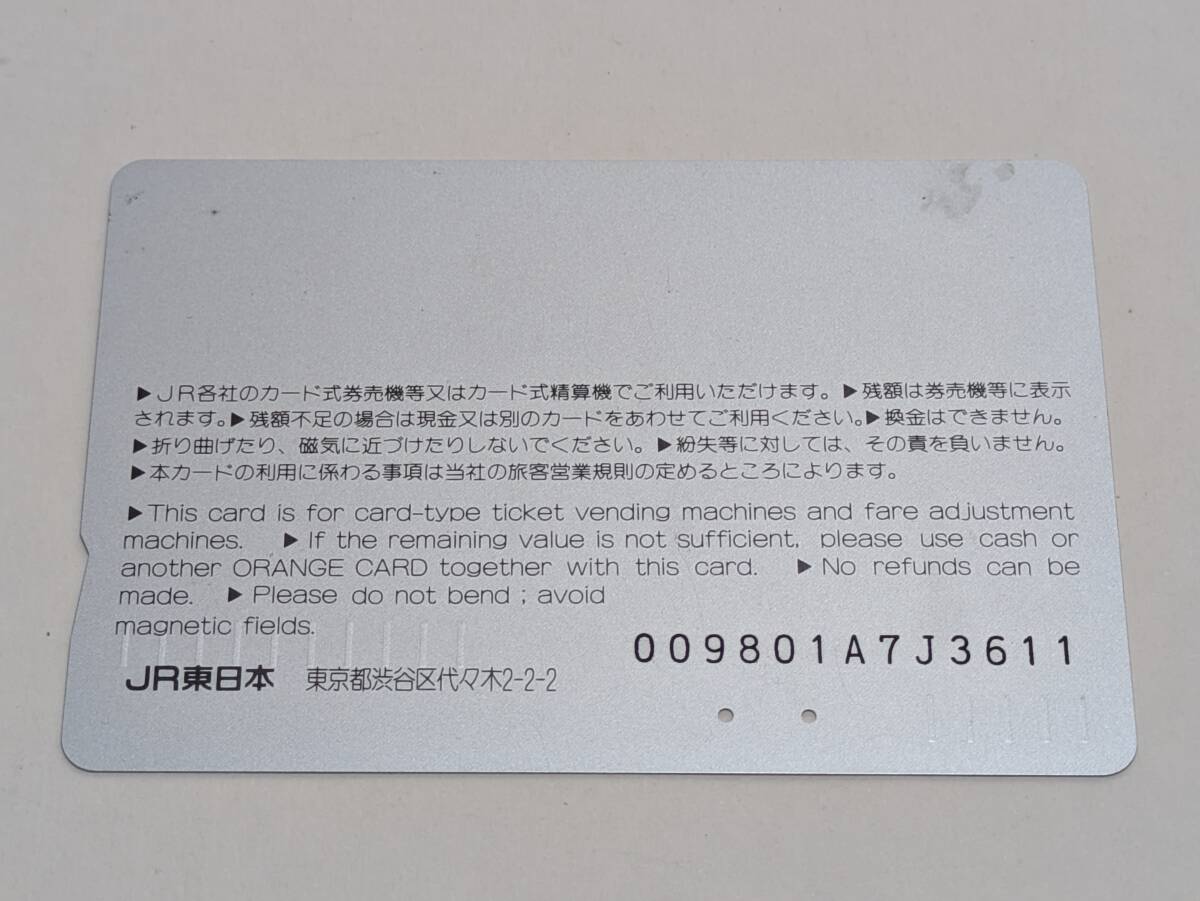 ▶JR各社のカード式券売機等又はカード式精算機でご利用いただけます。▶残額は券売機等に表示
されます。▶残額不足の場合は現金又は別のカードをあわせてご利用ください。▶換金はできません。
▶折り曲げたり、磁気に近づけたりしないでください。▶紛失等に対しては、その責を負いません。
▶本カードの利用に係わる事項は当社の旅客営業規則の定めるところによります。
▶This card is for card-type ticket vending machines and fare adjustment
machines. ▶If the remaining value is not sufficient, please use cash or
another ORANGE CARD together with this card. ▶No refunds can be
made. ▶Please do not bend ; avoid
magnetic fields.
009801A7J3611
JR東日本 東京都渋谷区代々木2-2-2